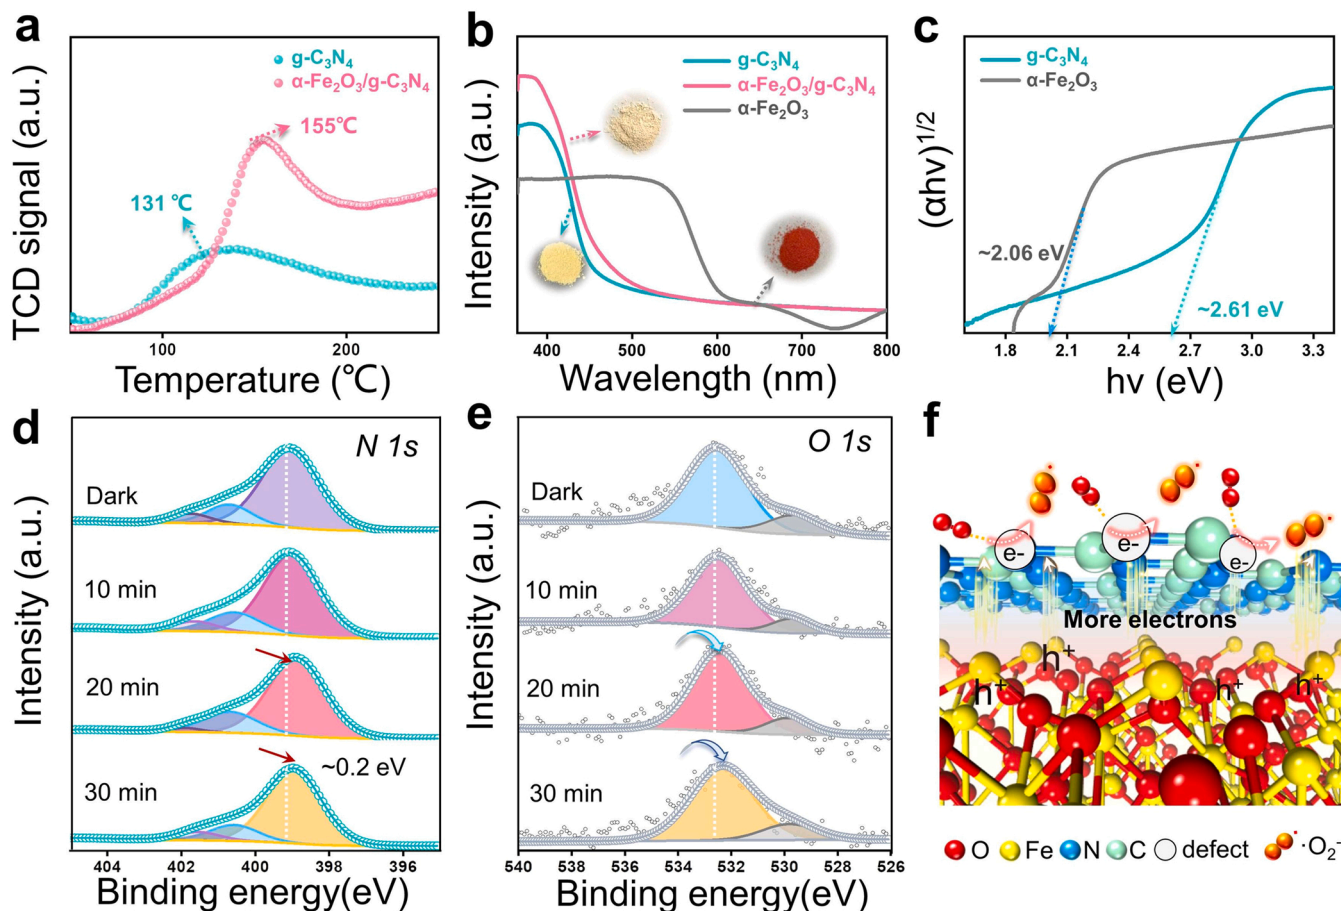 a
g-C₃N₄
α-Fe₂O₃/g-C₃N₄
155℃
131 ℃
TCD signal (a.u.)
100
200
Temperature (℃)
b
g-C₃N₄
α-Fe₂O₃/g-C₃N₄
α-Fe₂O₃
Intensity (a.u.)
400 500 600 700 800
Wavelength (nm)
c
g-C₃N₄
α-Fe₂O₃
(αhν)¹ᐟ²
~2.06 eV
~2.61 eV
1.8 2.1 2.4 2.7 3.0 3.3
hν (eV)
d
N 1s
Dark
10 min
20 min
~0.2 eV
30 min
Intensity (a.u.)
404 402 400 398 396
Binding energy(eV)
e
O 1s
Dark
10 min
20 min
30 min
Intensity (a.u.)
540 538 536 534 532 530 528 526
Binding energy(eV)
f
e-
e-
e-
More electrons
h⁺
h⁺
h⁺
h⁺
O Fe N C defect ·O₂⁻